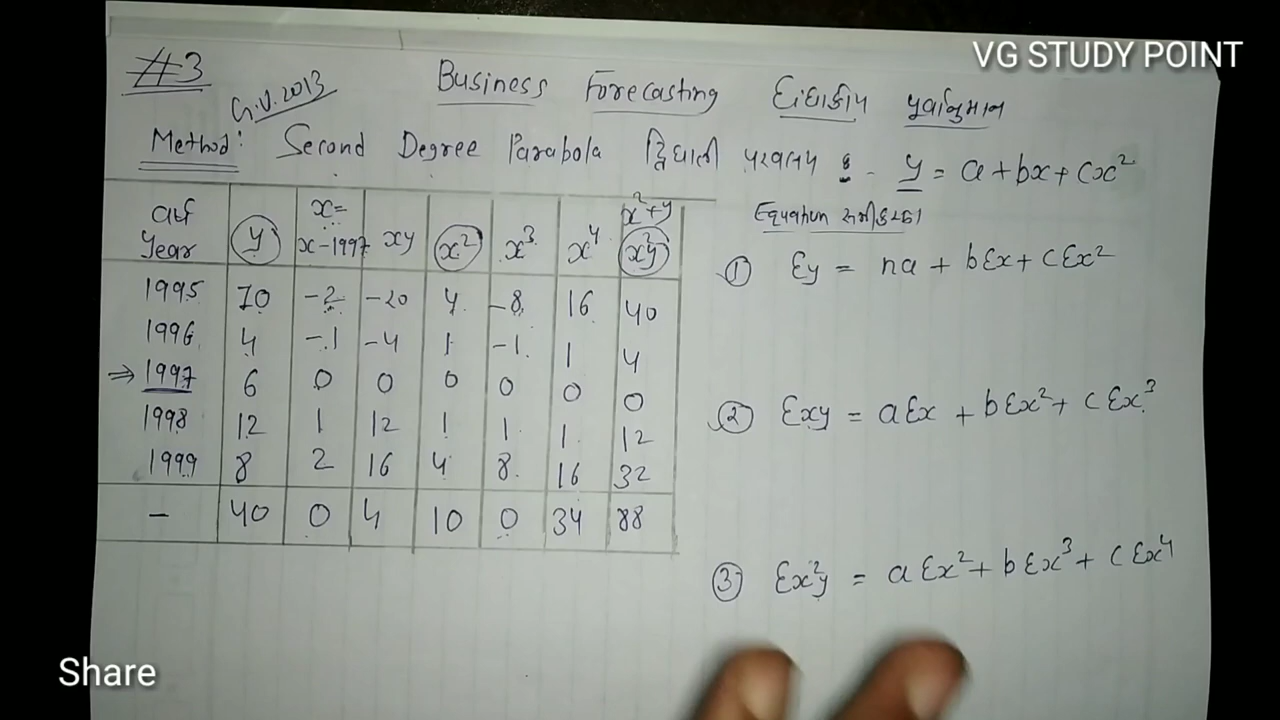 VG STUDY POINT
#3
G.U. 2013
Business Forecasting ધંધાકીય પૂર્વાનુમાન
Method: Second Degree Parabola દ્વિઘાતી પરવલય : - y = a + bx + cx²
Equation સમીકરણ
વર્ષ Year y x = x - 1997 xy x² x³ x⁴ x²+y x²y
1995 10 -2 -20 4 -8 16 40
1996 4 -1 -4 1 -1 1 4
⇒ 1997 6 0 0 0 0 0 0
1998 12 1 12 1 1 1 12
1999 8 2 16 4 8 16 32
- 40 0 4 10 0 34 88
① Σy = na + bΣx + cΣx²
② Σxy = aΣx + bΣx² + cΣx³
③ Σx²y = aΣx² + bΣx³ + cΣx⁴
Share